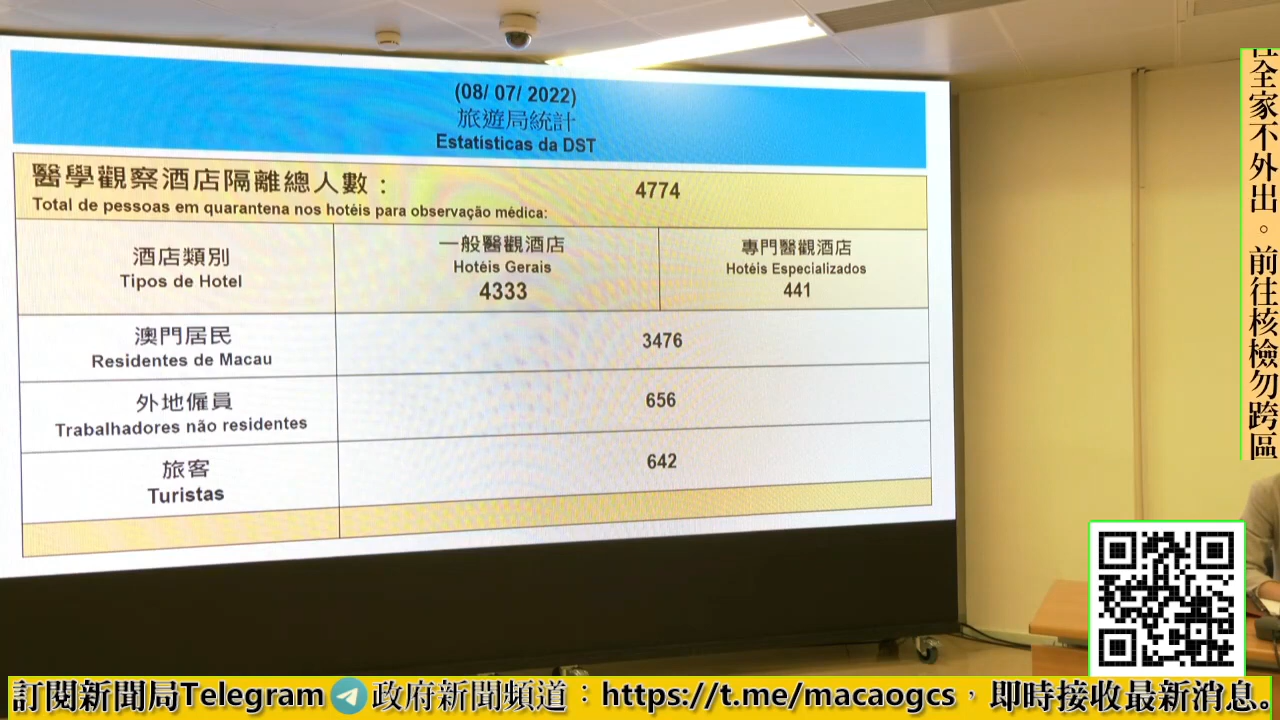 (08/ 07/ 2022)
旅遊局統計
Estatísticas da DST
醫學觀察酒店隔離總人數：
Total de pessoas em quarantena nos hotéis para observação médica:
4774
酒店類別
Tipos de Hotel
一般醫觀酒店
Hotéis Gerais
4333
專門醫觀酒店
Hotéis Especializados
441
澳門居民
Residentes de Macau
3476
外地僱員
Trabalhadores não residentes
656
旅客
Turistas
642
全家不外出。前往核檢勿跨區
訂閱新聞局Telegram 政府新聞頻道：https://t.me/macaogcs，即時接收最新消息。